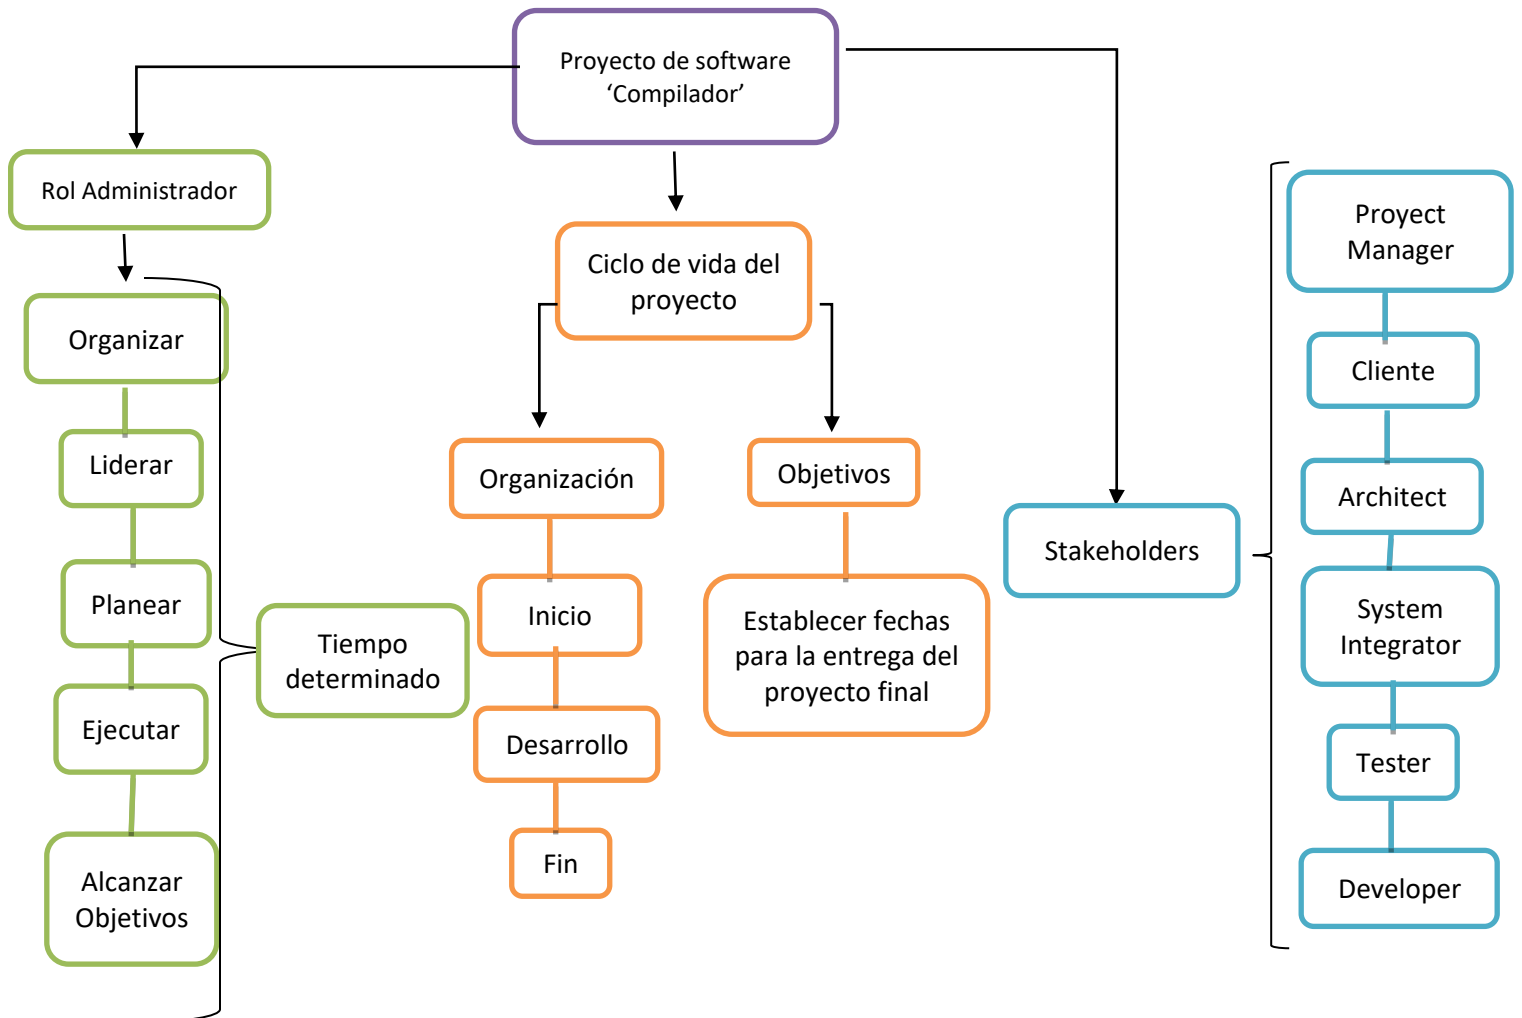 Proyecto de software
‘Compilador’
Rol Administrador
Organizar
Liderar
Planear
Ejecutar
Alcanzar
Objetivos
Tiempo
determinado
Ciclo de vida del
proyecto
Organización
Inicio
Desarrollo
Fin
Objetivos
Establecer fechas
para la entrega del
proyecto final
Stakeholders
Proyect
Manager
Cliente
Architect
System
Integrator
Tester
Developer